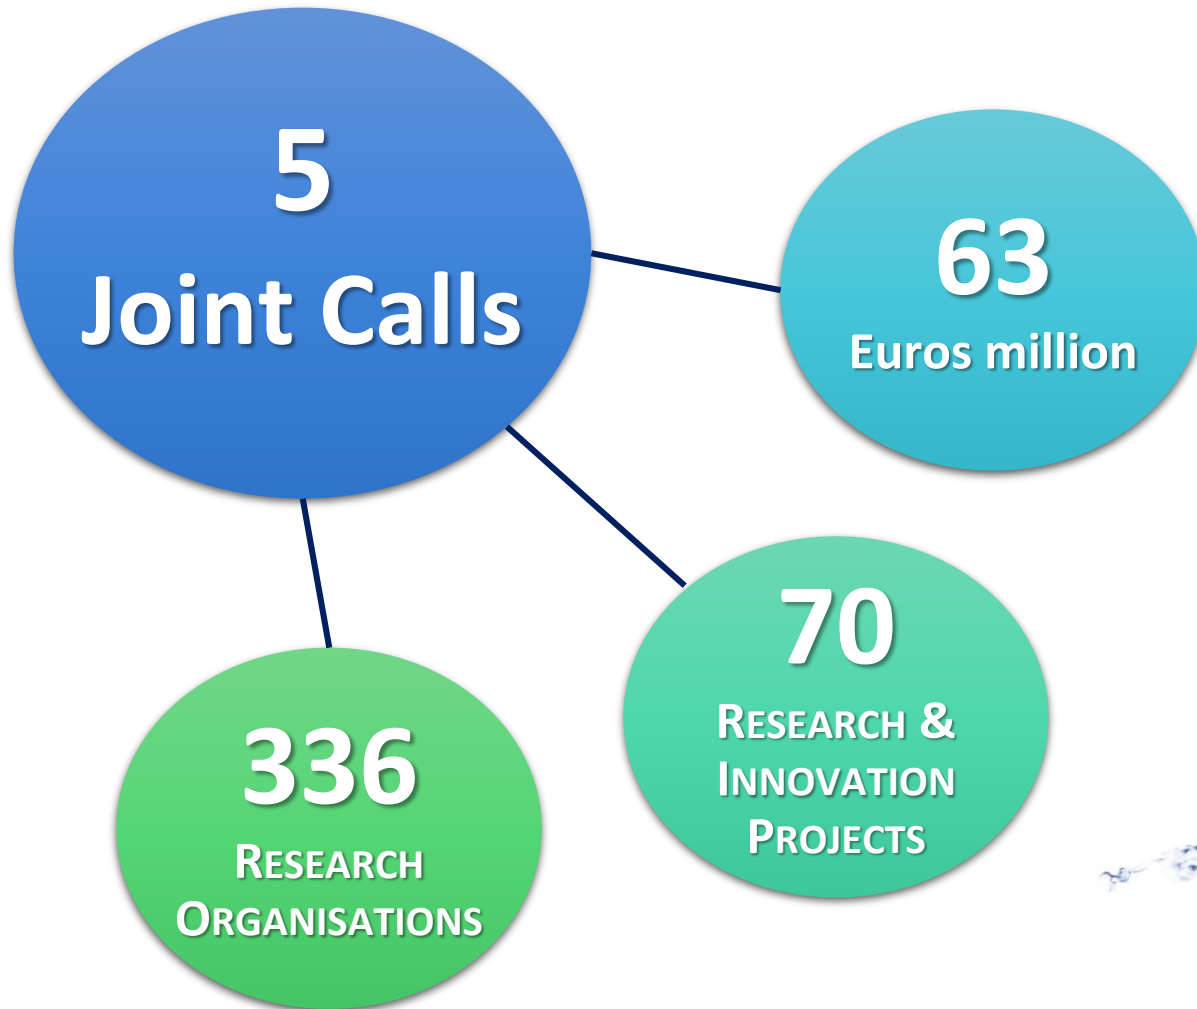 5
Joint Calls
63
Euros million
70
RESEARCH &
INNOVATION
PROJECTS
336
RESEARCH
ORGANISATIONS